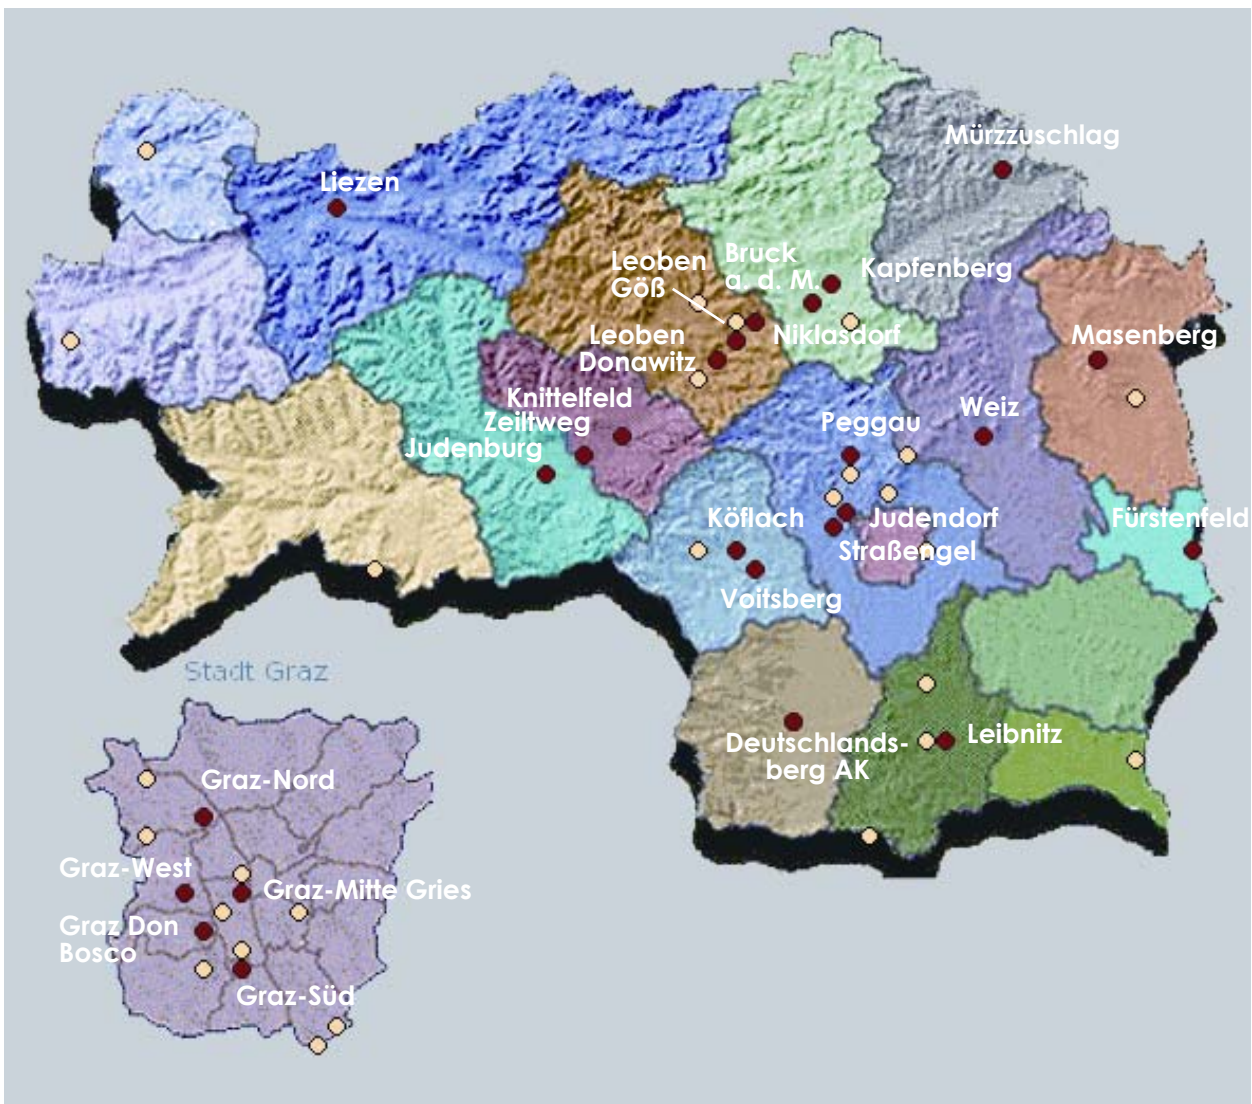 Mürzzuschlag
Liezen
Bruck
a. d. M.
Leoben
Göß
Kapfenberg
Leoben
Donawitz
Niklasdorf
Masenberg
Knittelfeld
Zeltweg
Judenburg
Peggau
Weiz
Köflach
Judendorf
Straßengel
Fürstenfeld
Voitsberg
Stadt Graz
Deutschlands-
berg AK
Leibnitz
Graz-Nord
Graz-West
Graz-Mitte Gries
Graz Don
Bosco
Graz-Süd